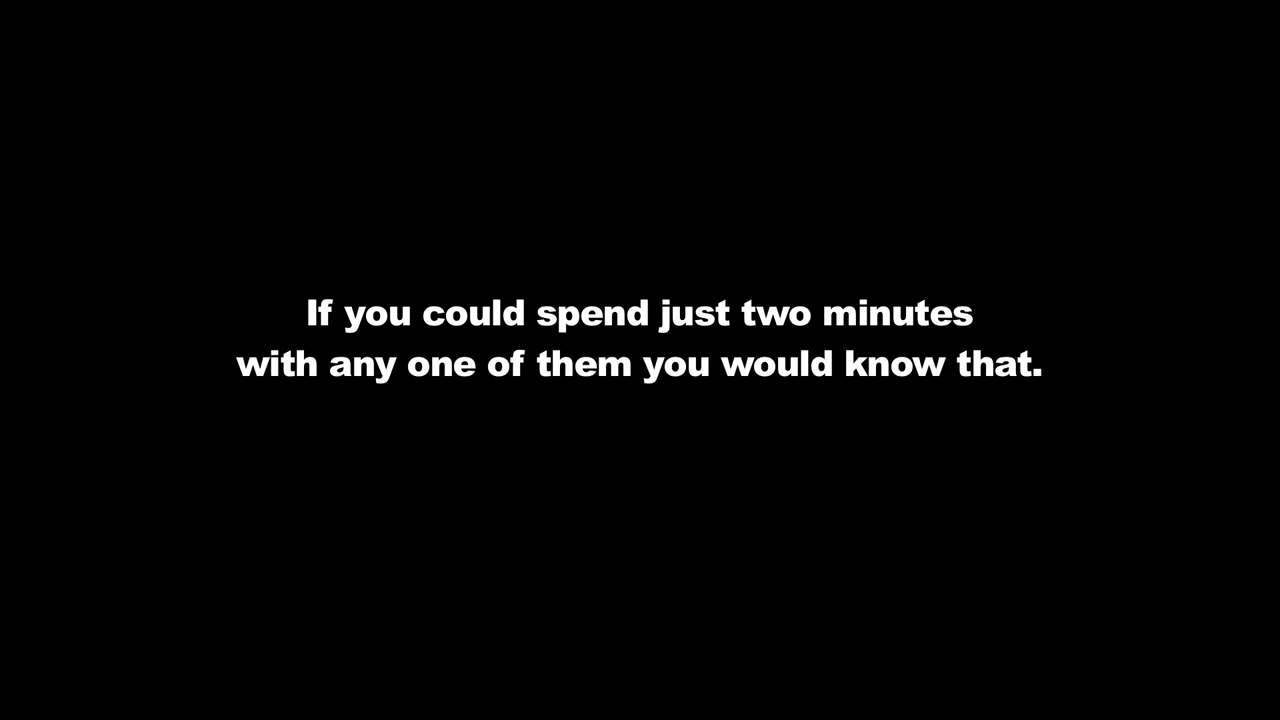 If you could spend just two minutes
with any one of them you would know that.